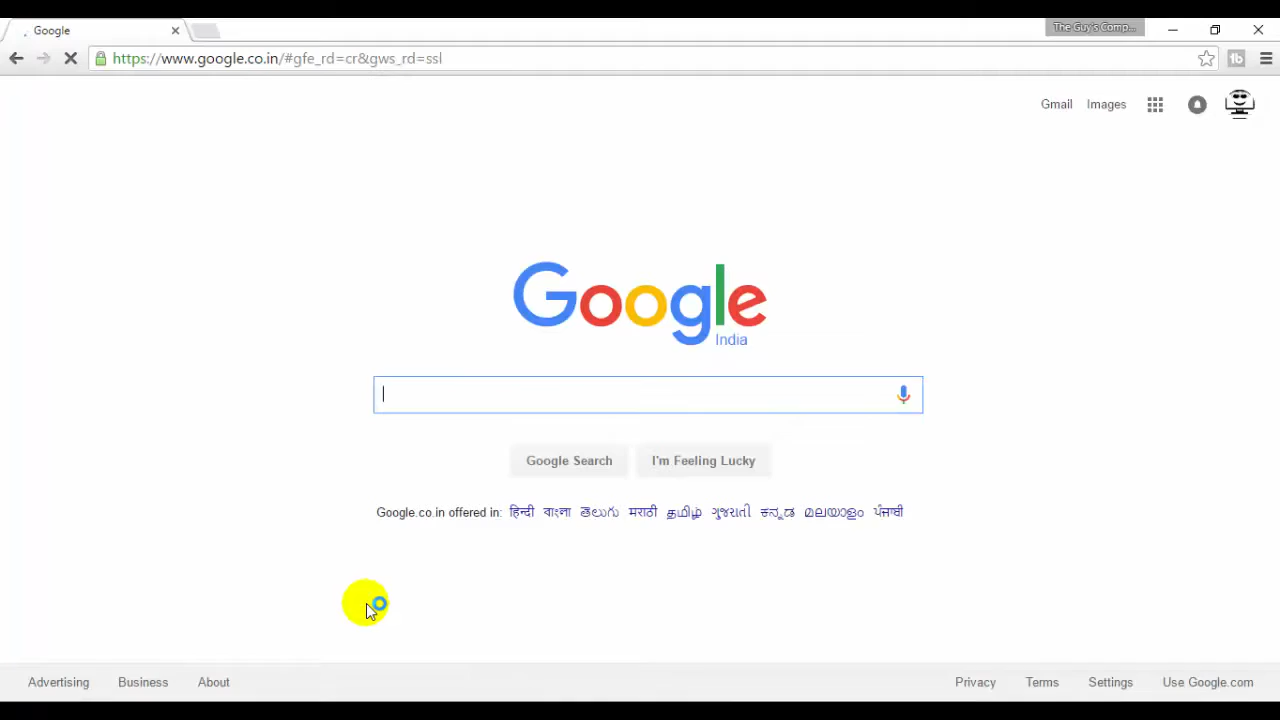 Google
The Guy's Comp...
https://www.google.co.in/#gfe_rd=cr&gws_rd=ssl
Gmail Images
Google
India
Google Search I'm Feeling Lucky
Google.co.in offered in: हिन्दी বাংলা తెలుగు मराठी தமிழ் ગુજરાતી ಕನ್ನಡ മലയാളം ਪੰਜਾਬੀ
Advertising Business About Privacy Terms Settings Use Google.com